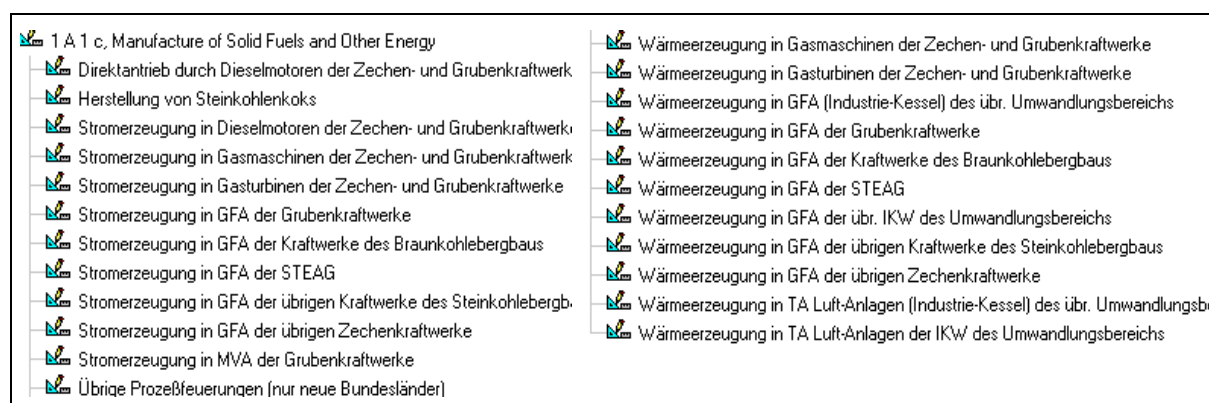 1 A 1 c, Manufacture of Solid Fuels and Other Energy
Direktantrieb durch Dieselmotoren der Zechen- und Grubenkraftwerk
Herstellung von Steinkohlenkoks
Stromerzeugung in Dieselmotoren der Zechen- und Grubenkraftwerk
Stromerzeugung in Gasmaschinen der Zechen- und Grubenkraftwerk
Stromerzeugung in Gasturbinen der Zechen- und Grubenkraftwerke
Stromerzeugung in GFA der Grubenkraftwerke
Stromerzeugung in GFA der Kraftwerke des Braunkohlebergbaus
Stromerzeugung in GFA der STEAG
Stromerzeugung in GFA der übrigen Kraftwerke des Steinkohlebergb
Stromerzeugung in GFA der übrigen Zechenkraftwerke
Stromerzeugung in MVA der Grubenkraftwerke
Übrige Prozeßfeuerungen (nur neue Bundesländer)
Wärmeerzeugung in Gasmaschinen der Zechen- und Grubenkraftwerke
Wärmeerzeugung in Gasturbinen der Zechen- und Grubenkraftwerke
Wärmeerzeugung in GFA (Industrie-Kessel) des übr. Umwandlungsbereichs
Wärmeerzeugung in GFA der Grubenkraftwerke
Wärmeerzeugung in GFA der Kraftwerke des Braunkohlebergbaus
Wärmeerzeugung in GFA der STEAG
Wärmeerzeugung in GFA der übr. IKW des Umwandlungsbereichs
Wärmeerzeugung in GFA der übrigen Kraftwerke des Steinkohlebergbaus
Wärmeerzeugung in GFA der übrigen Zechenkraftwerke
Wärmeerzeugung in TA Luft-Anlagen (Industrie-Kessel) des übr. Umwandlungsb
Wärmeerzeugung in TA Luft-Anlagen der IKW des Umwandlungsbereichs